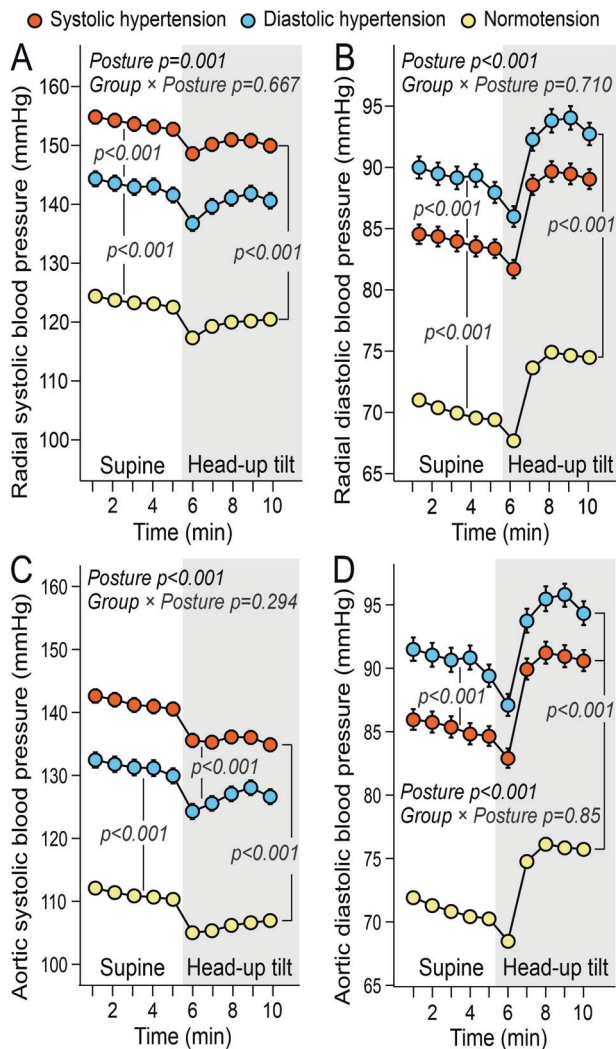 Systolic hypertension Diastolic hypertension Normotension
A
Posture p=0.001
Group × Posture p=0.667
Radial systolic blood pressure (mmHg)
160
150
140
130
120
110
100
p<0.001
p<0.001
p<0.001
Supine
Head-up tilt
2 4 6 8 10
Time (min)
B
Posture p<0.001
Group × Posture p=0.710
Radial diastolic blood pressure (mmHg)
95
90
85
80
75
70
65
p<0.001
p<0.001
p<0.001
Supine
Head-up tilt
2 4 6 8 10
Time (min)
C
Posture p<0.001
Group × Posture p=0.294
Aortic systolic blood pressure (mmHg)
160
150
140
130
120
110
100
p<0.001
p<0.001
p<0.001
Supine
Head-up tilt
2 4 6 8 10
Time (min)
D
Aortic diastolic blood pressure (mmHg)
95
90
85
80
75
70
65
p<0.001
p<0.001
Posture p<0.001
Group × Posture p=0.85
Supine
Head-up tilt
2 4 6 8 10
Time (min)